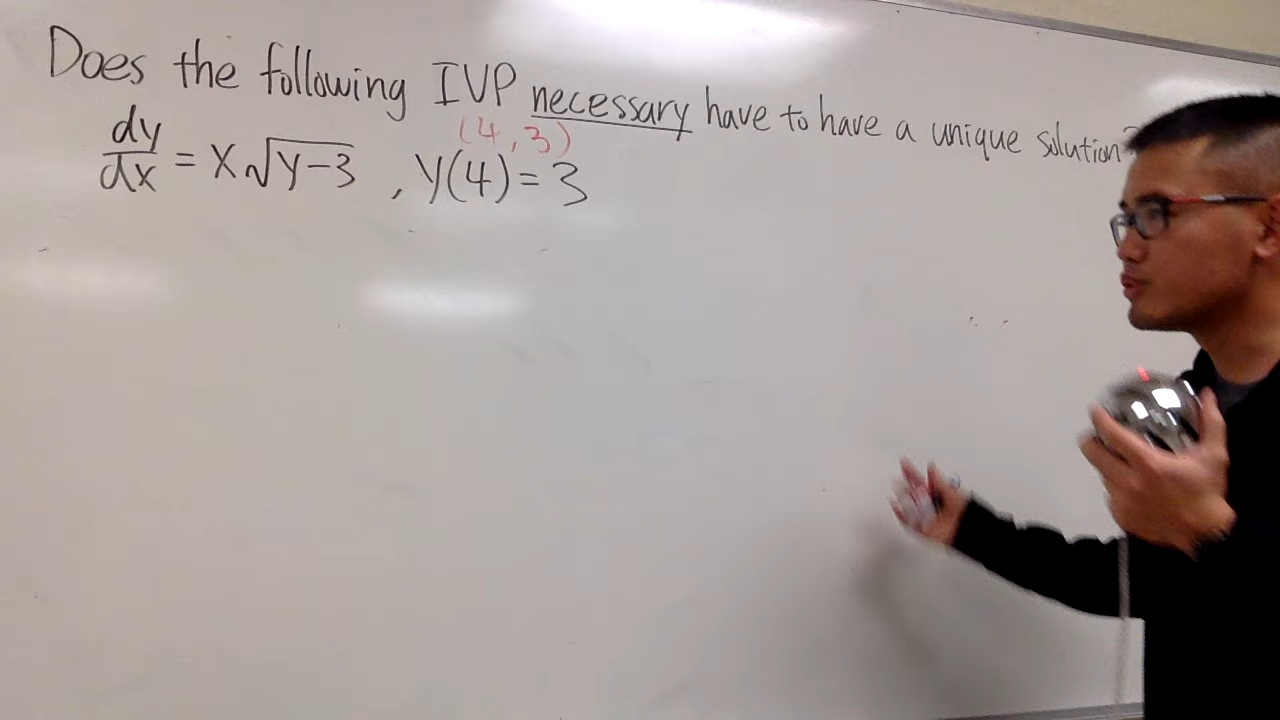 Does the following IVP necessary have to have a unique solution?
(4,3)
dy/dx = x√(y-3) , y(4) = 3